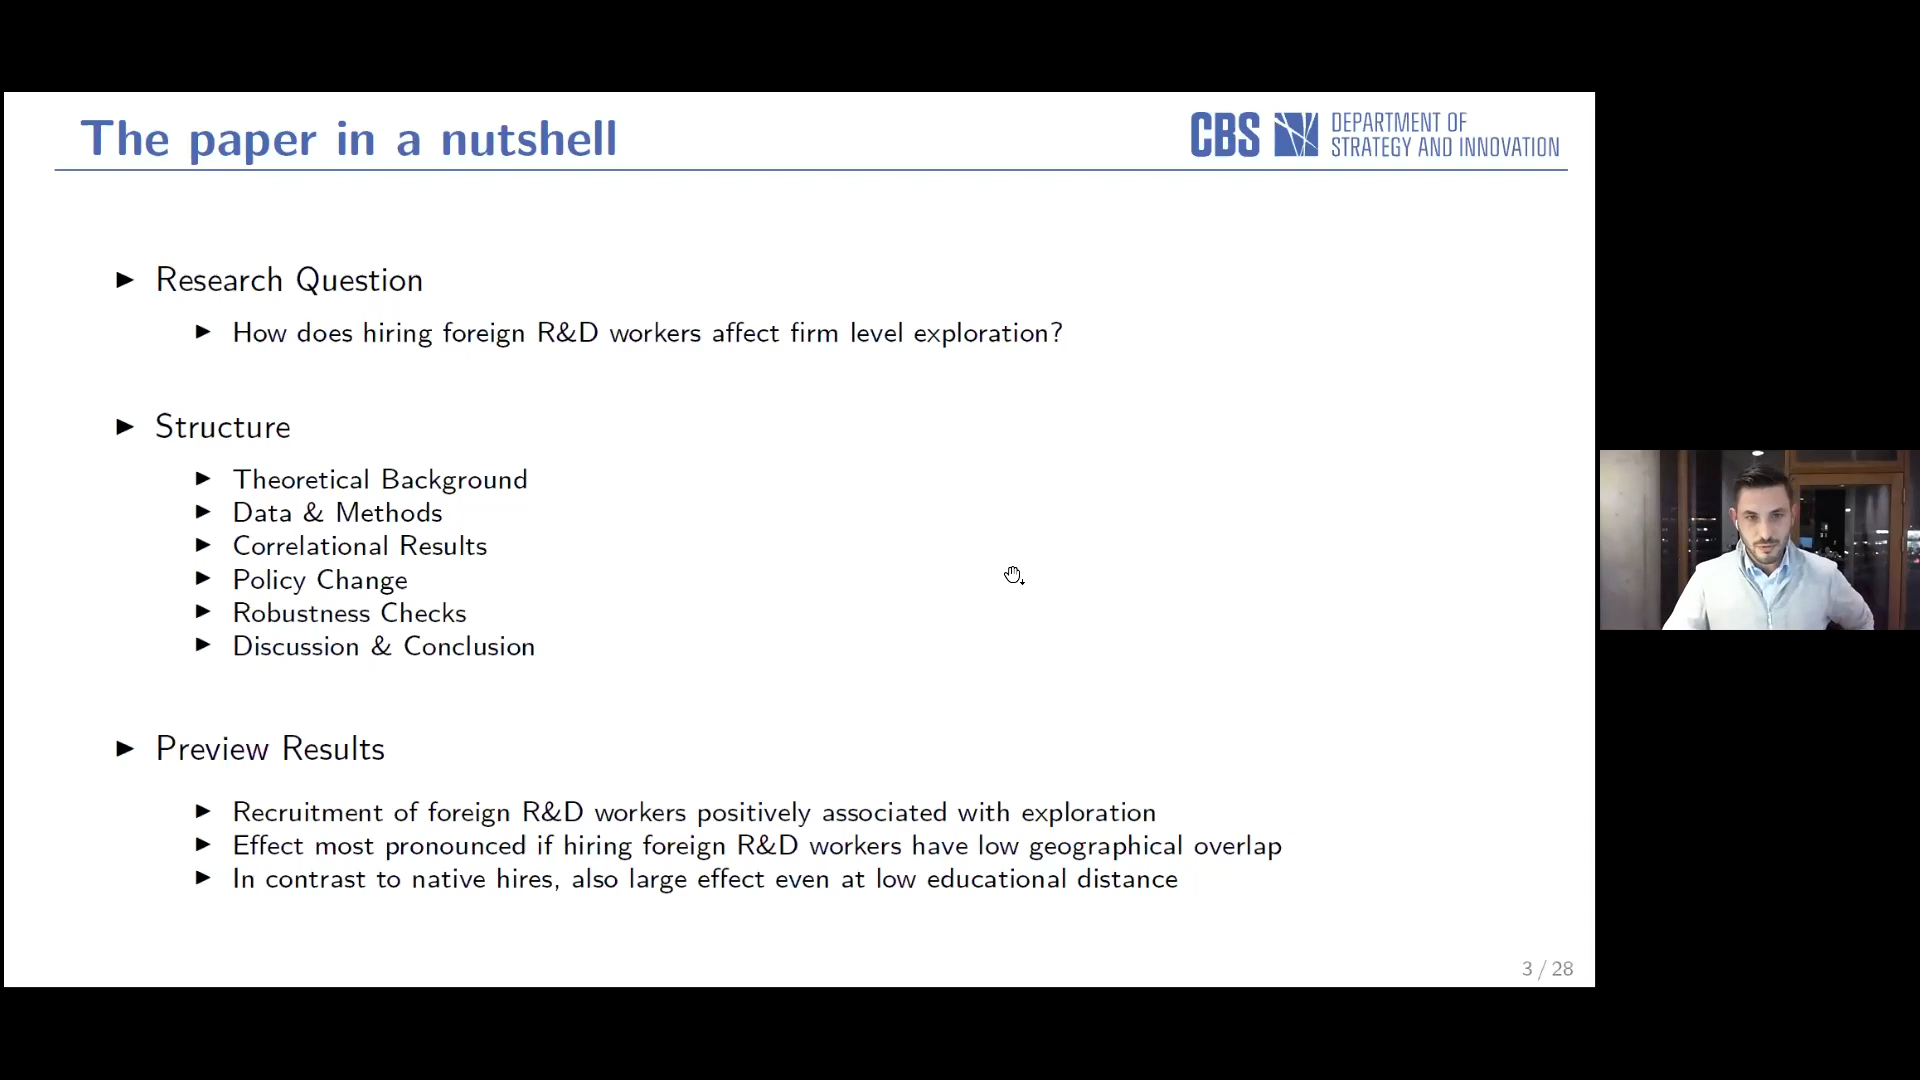 The paper in a nutshell
CBS DEPARTMENT OF
STRATEGY AND INNOVATION
Research Question
How does hiring foreign R&D workers affect firm level exploration?
Structure
Theoretical Background
Data & Methods
Correlational Results
Policy Change
Robustness Checks
Discussion & Conclusion
Preview Results
Recruitment of foreign R&D workers positively associated with exploration
Effect most pronounced if hiring foreign R&D workers have low geographical overlap
In contrast to native hires, also large effect even at low educational distance
3 / 28